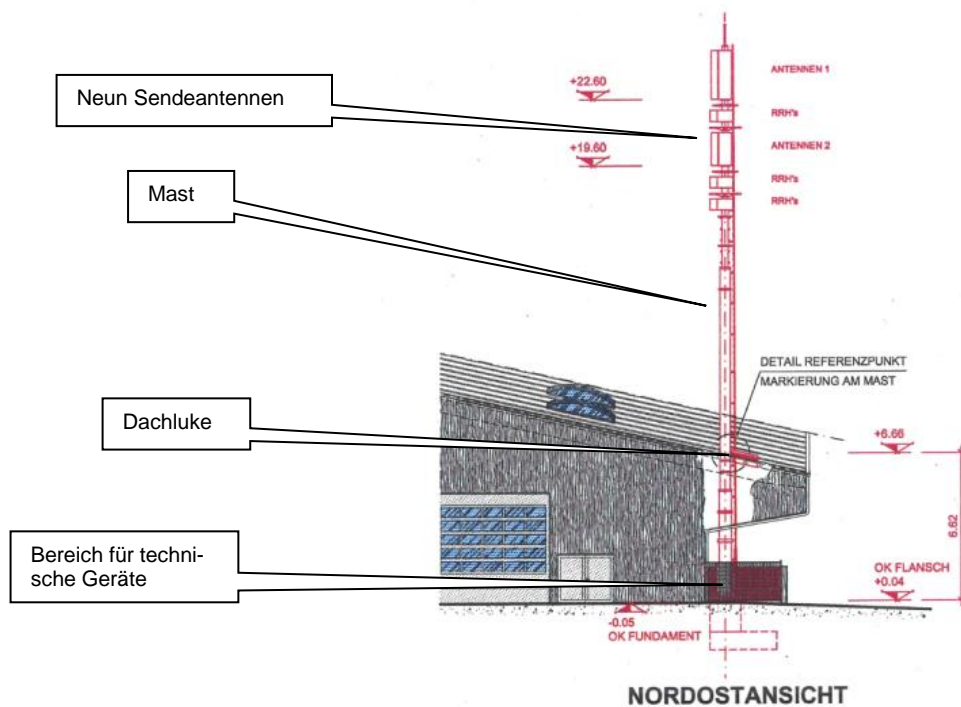 Neun Sendeantennen
Mast
Dachluke
Bereich für techni-
sche Geräte
+22.60
+19.60
ANTENNEN 1
RRH's
ANTENNEN 2
RRH's
RRH's
DETAIL REFERENZPUNKT
MARKIERUNG AM MAST
+6.66
6.62
OK FLANSCH
+0.04
-0.05
OK FUNDAMENT
NORDOSTANSICHT